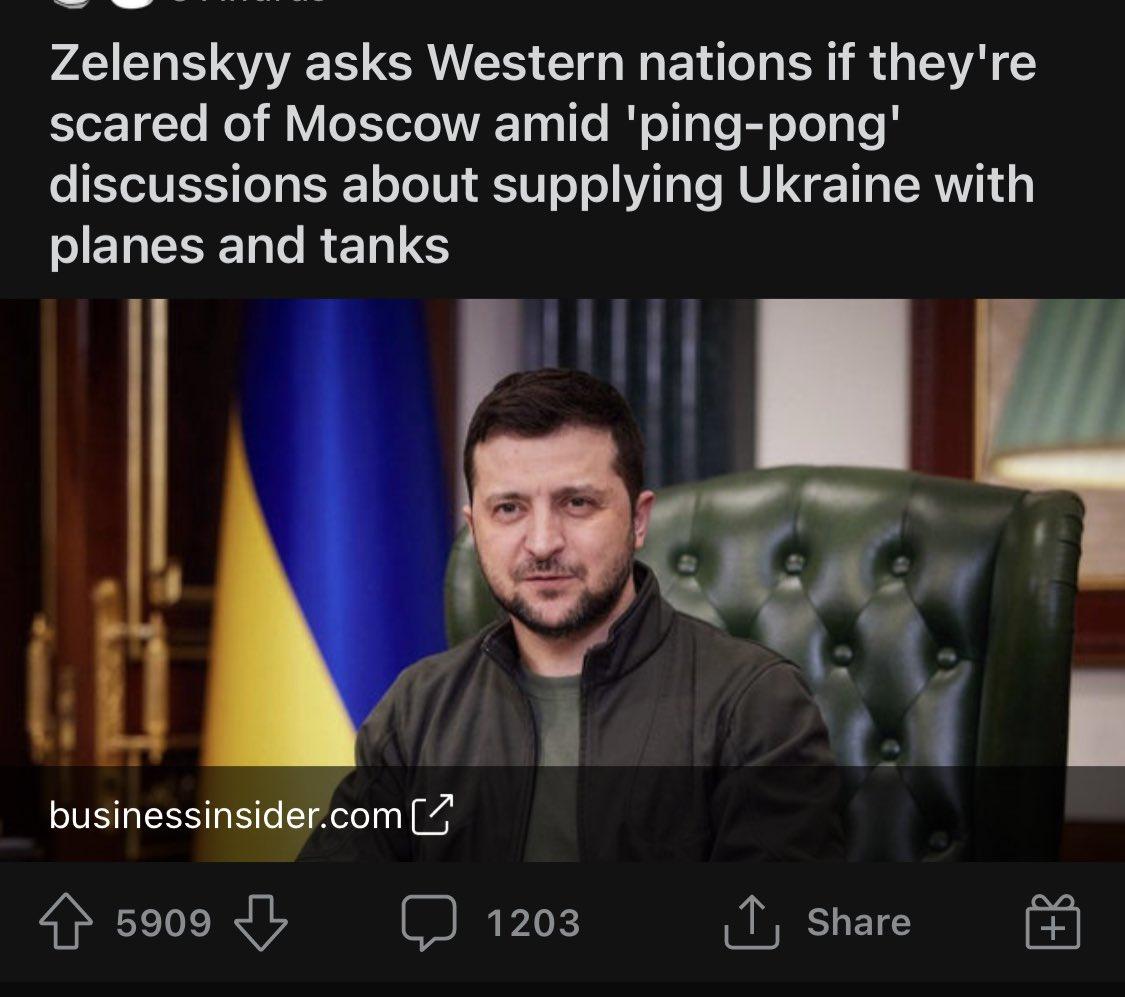 Zelenskyy asks Western nations if they're
scared of Moscow amid 'ping-pong'
discussions about supplying Ukraine with
planes and tanks
businessinsider.com
5909
1203
Share